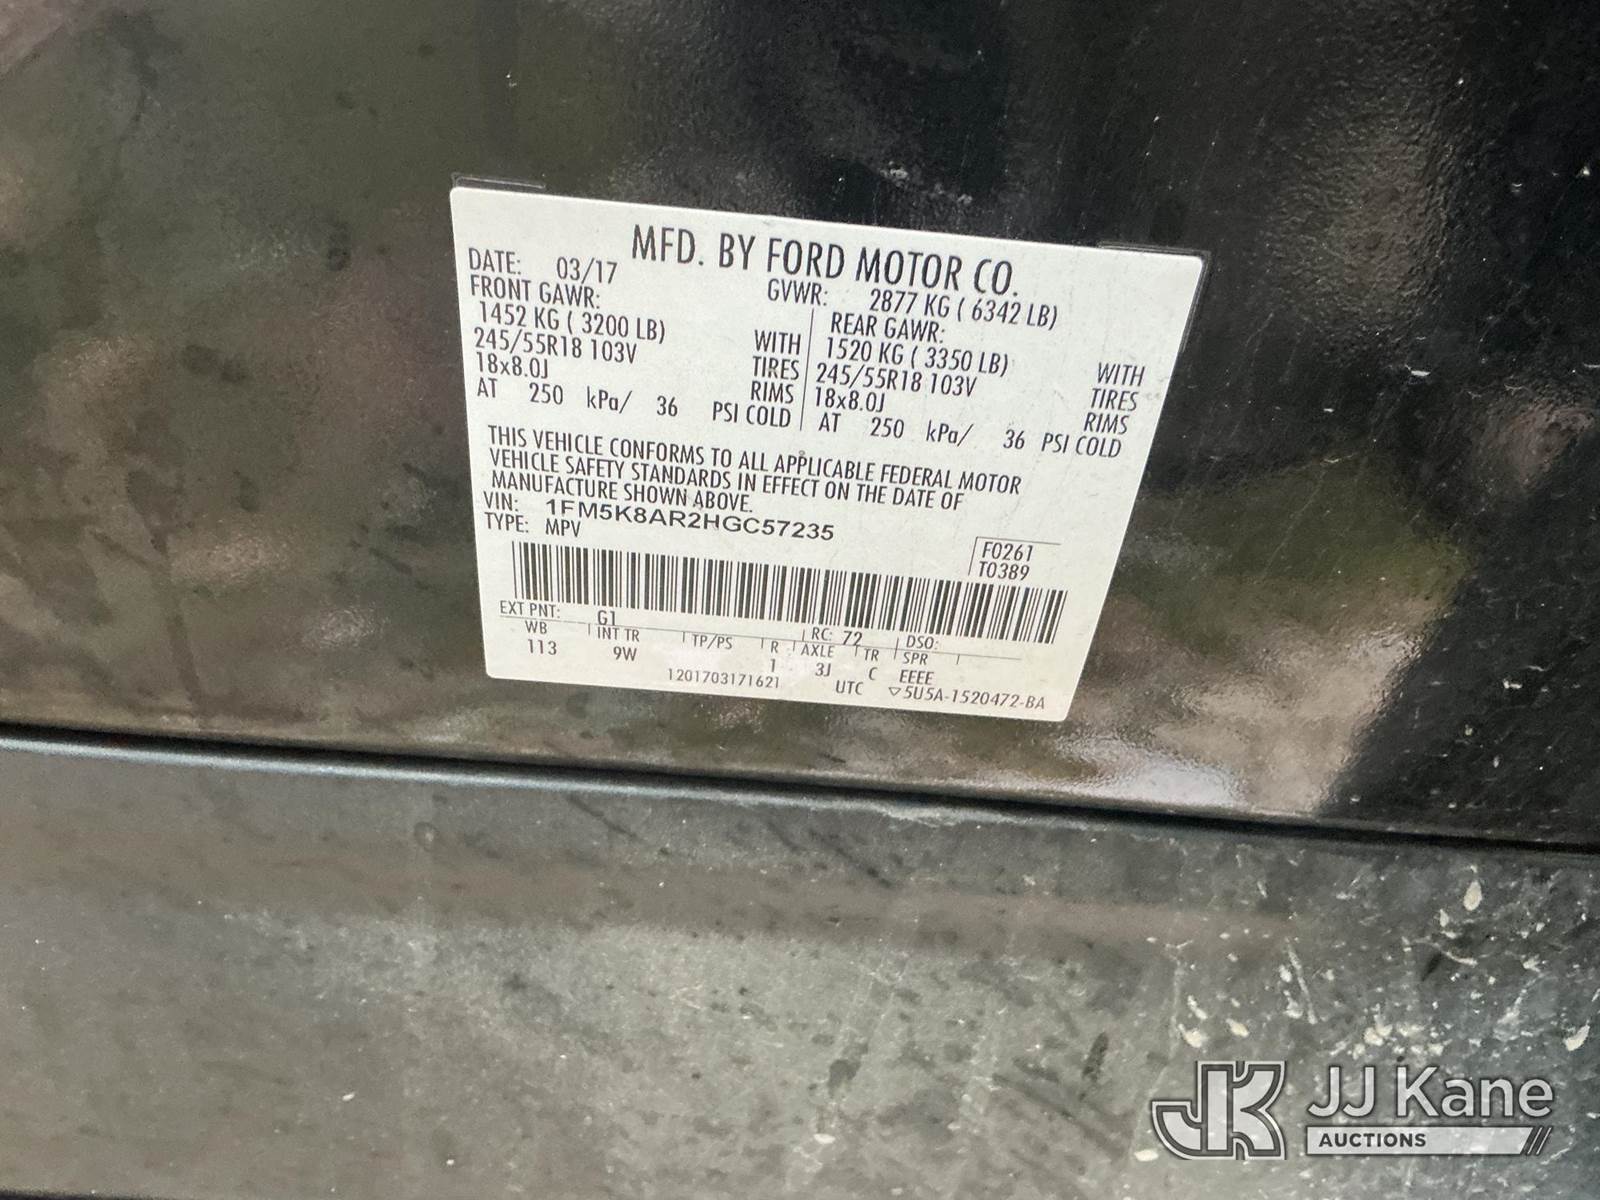 MFD. BY FORD MOTOR CO.
DATE: 03/17 GVWR: 2877 KG ( 6342 LB)
FRONT GAWR: REAR GAWR:
1452 KG ( 3200 LB) WITH 1520 KG ( 3350 LB) WITH
245/55R18 103V TIRES 245/55R18 103V TIRES
18x8.0J RIMS 18x8.0J RIMS
AT 250 kPa/ 36 PSI COLD AT 250 kPa/ 36 PSI COLD
THIS VEHICLE CONFORMS TO ALL APPLICABLE FEDERAL MOTOR
VEHICLE SAFETY STANDARDS IN EFFECT ON THE DATE OF
MANUFACTURE SHOWN ABOVE.
VIN: 1FM5K8AR2HGC57235
TYPE: MPV
F0261
T0389
EXT PNT: G1 RC: 72 DSO:
WB INT TR TP/PS R AXLE TR SPR
113 9W 1 3J C EEEE
1201703171621 UTC ▽5U5A-1520472-BA
JK JJ Kane
AUCTIONS